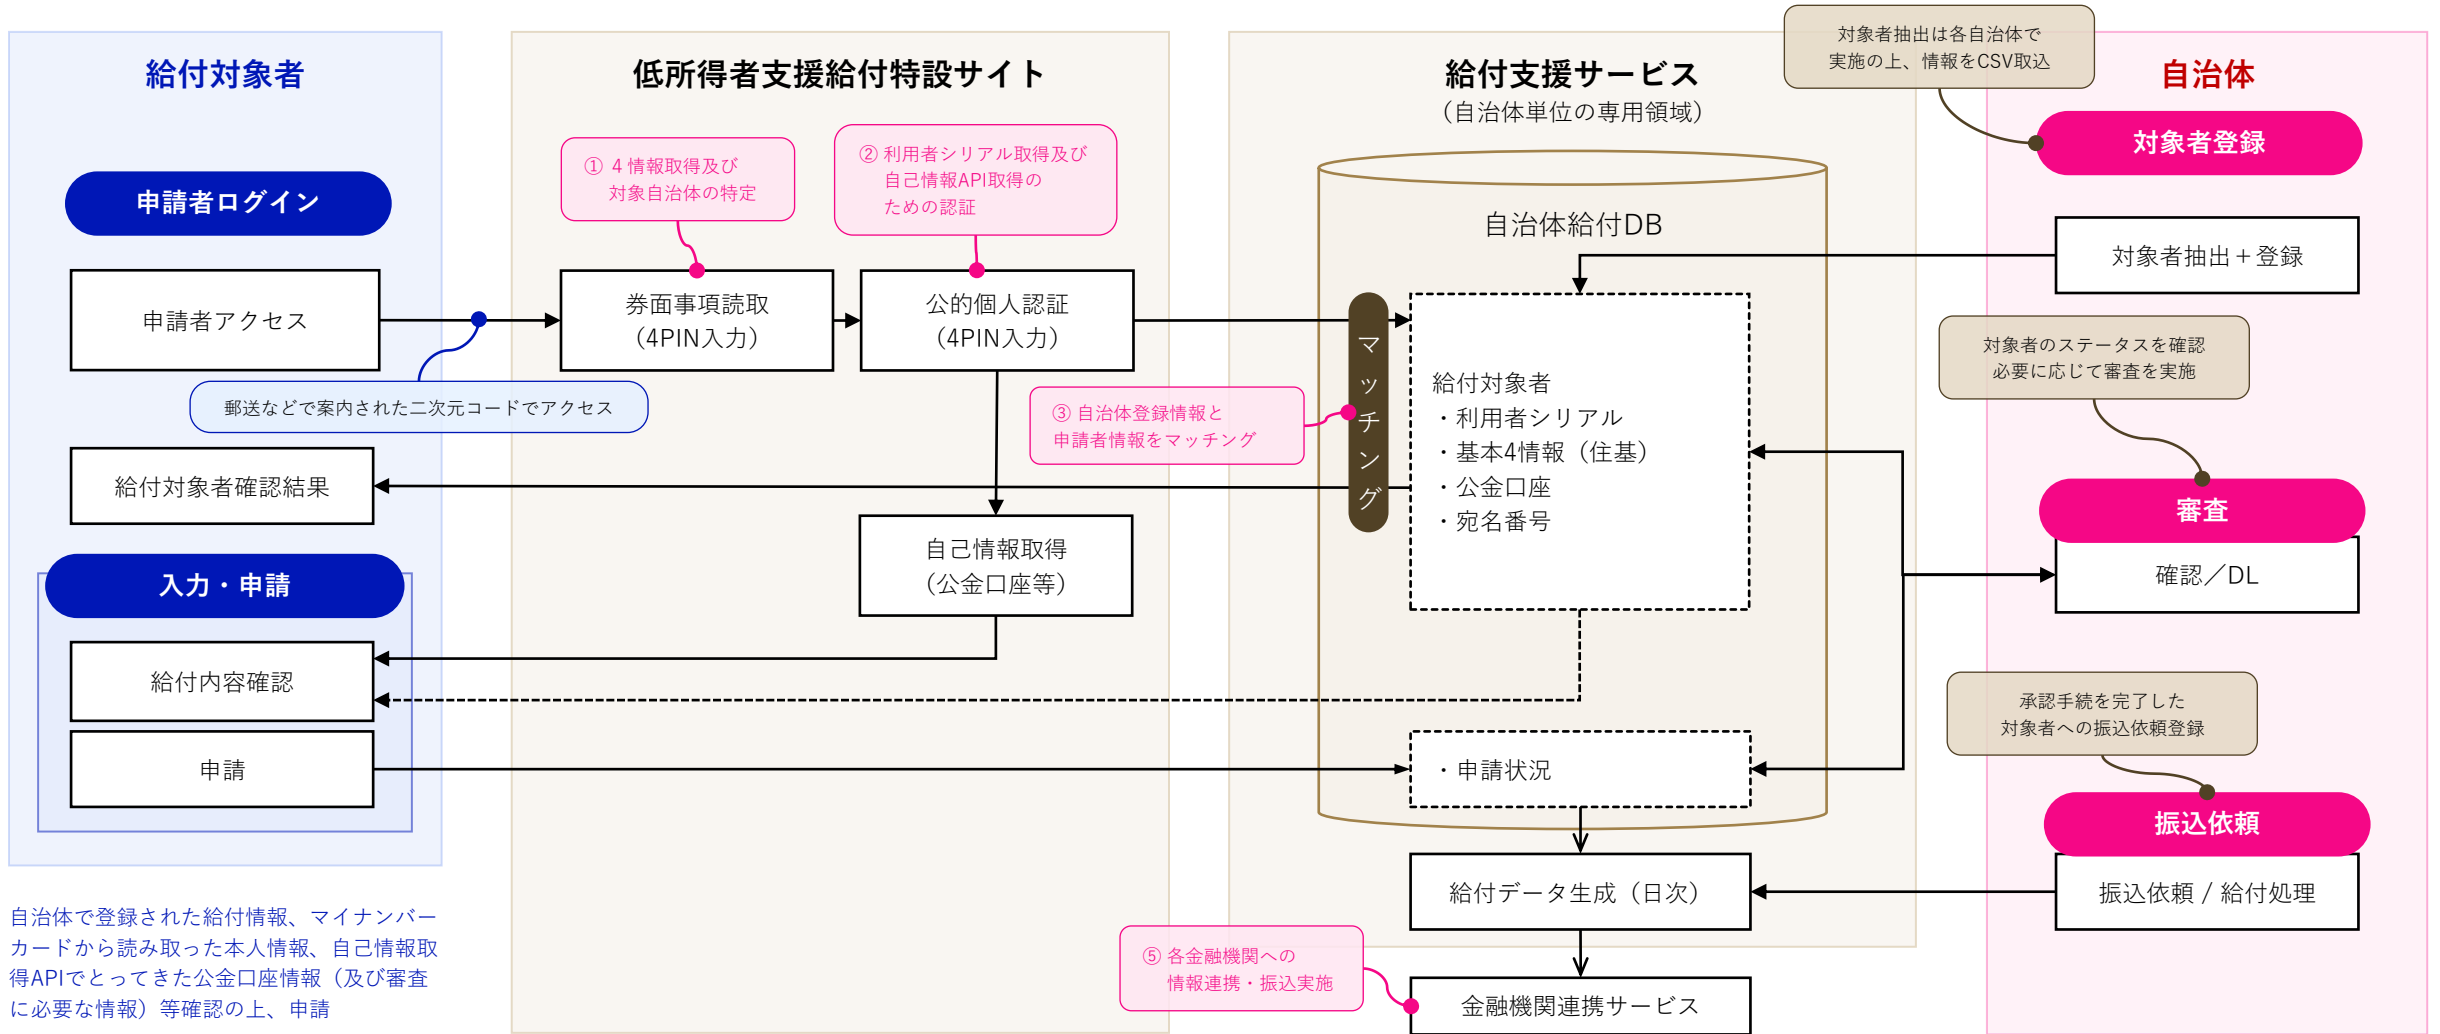 給付対象者
申請者ログイン
申請者アクセス
郵送などで案内された二次元コードでアクセス
給付対象者確認結果
入力・申請
給付内容確認
申請
自治体で登録された給付情報、マイナンバー
カードから読み取った本人情報、自己情報取
得APIでとってきた公金口座情報（及び審査
に必要な情報）等確認の上、申請
低所得者支援給付特設サイト
① 4 情報取得及び
対象自治体の特定
② 利用者シリアル取得及び
自己情報API取得の
ための認証
券面事項読取
（4PIN入力）
公的個人認証
（4PIN入力）
③ 自治体登録情報と
申請者情報をマッチング
自己情報取得
（公金口座等）
給付支援サービス
（自治体単位の専用領域）
自治体給付DB
マッチング
給付対象者
・利用者シリアル
・基本4情報（住基）
・公金口座
・宛名番号
・申請状況
給付データ生成（日次）
⑤ 各金融機関への
情報連携・振込実施
金融機関連携サービス
対象者抽出は各自治体で
実施の上、情報をCSV取込
自治体
対象者登録
対象者抽出＋登録
対象者のステータスを確認
必要に応じて審査を実施
審査
確認／DL
承認手続を完了した
対象者への振込依頼登録
振込依頼
振込依頼 / 給付処理